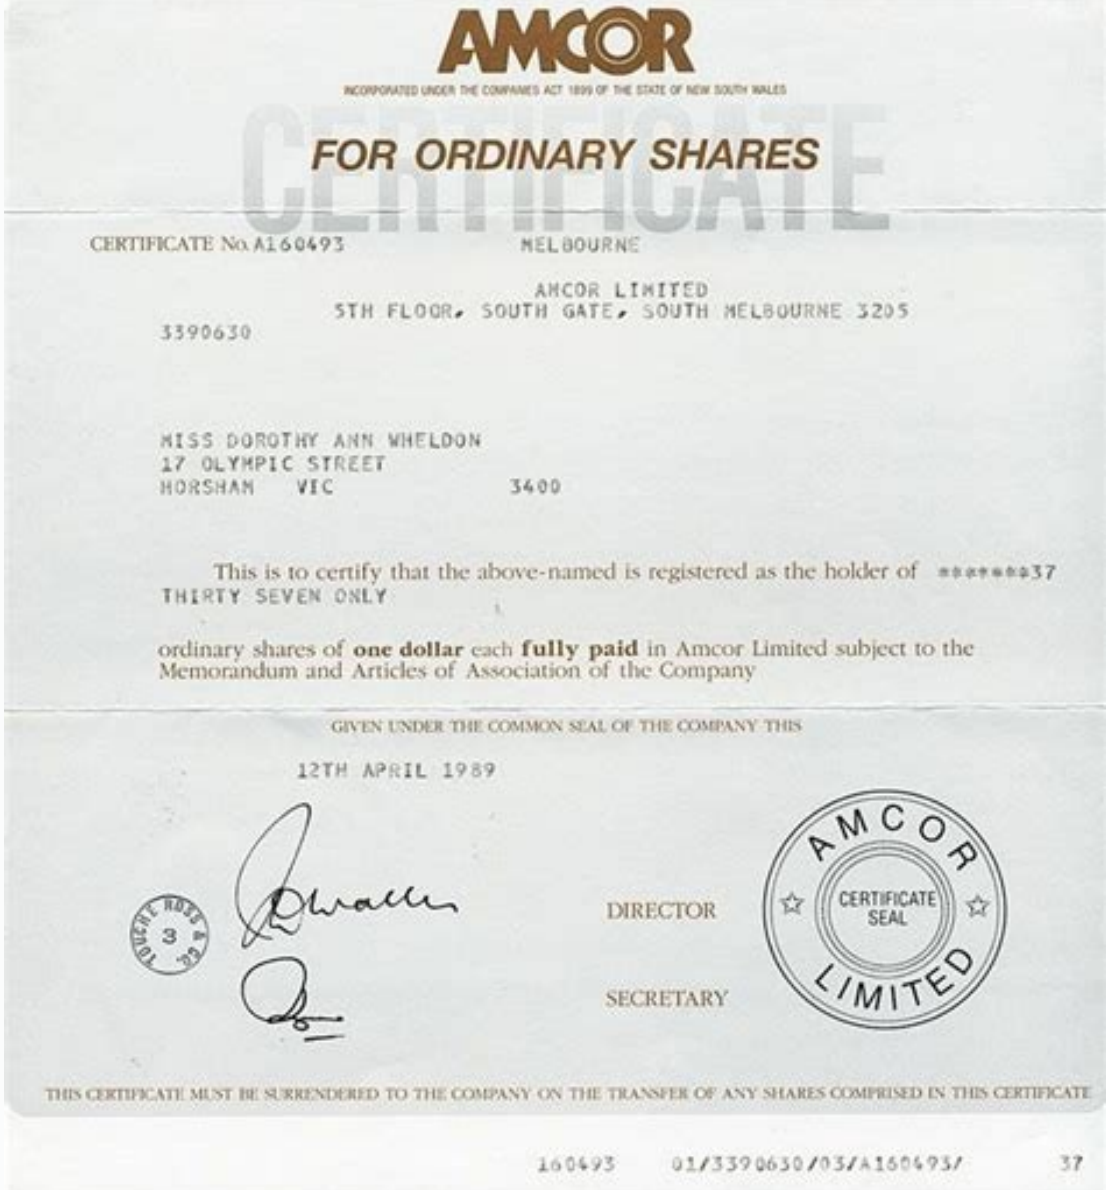 AMCOR
INCORPORATED UNDER THE COMPANIES ACT 1899 OF THE STATE OF NEW SOUTH WALES
CERTIFICATE
FOR ORDINARY SHARES
CERTIFICATE No. A160493 MELBOURNE
AMCOR LIMITED
5TH FLOOR, SOUTH GATE, SOUTH MELBOURNE 3205
3390630
MISS DOROTHY ANN WHELDON
17 OLYMPIC STREET
HORSHAM VIC 3400
This is to certify that the above-named is registered as the holder of *******37
THIRTY SEVEN ONLY
ordinary shares of one dollar each fully paid in Amcor Limited subject to the
Memorandum and Articles of Association of the Company
GIVEN UNDER THE COMMON SEAL OF THE COMPANY THIS
12TH APRIL 1989
AMCOR LIMITED
CERTIFICATE
SEAL
TOUCHE ROSS & CO.
3
DIRECTOR
SECRETARY
THIS CERTIFICATE MUST BE SURRENDERED TO THE COMPANY ON THE TRANSFER OF ANY SHARES COMPRISED IN THIS CERTIFICATE
160493 01/3390630/03/A160493/ 37